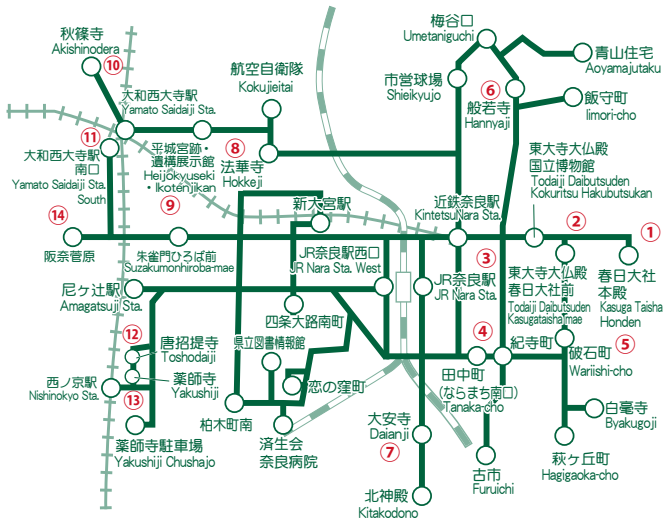 梅谷口
Umetaniguchi
秋篠寺
Akishinodera
⑩
航空自衛隊
Kokujieitai
青山住宅
Aoyamajutaku
市営球場
Shieikyujo
⑥
般若寺
Hannyaji
飯守町
Iimori-cho
大和西大寺駅
Yamato Saidaiji Sta.
⑪
大和西大寺駅
南口
Yamato Saidaiji Sta.
South
平城宮跡・
遺構展示館
Heijokyuseki
・Ikotenjikan
⑨
⑧
法華寺
Hokkeji
東大寺大仏殿
国立博物館
Todaiji Daibutsuden
Kokuritsu Hakubutsukan
近鉄奈良駅
Kintetsu Nara Sta.
新大宮駅
⑭
阪奈菅原
朱雀門ひろば前
Suzakumonhiroba-mae
③
②
①
JR奈良駅西口
JR Nara Sta. West
JR奈良駅
JR Nara Sta.
東大寺大仏殿
春日大社前
Todaiji Daibutsuden
Kasugataisha mae
春日大社
本殿
Kasuga Taisha
Honden
尼ヶ辻駅
Amagatsuji Sta.
四条大路南町
⑫
唐招提寺
Toshodaiji
県立図書情報館
④
紀寺町
⑤
破石町
Wariishi-cho
西ノ京駅
Nishinokyo Sta.
薬師寺
Yakushiji
⑬
恋の窪町
田中町
(ならまち南口)
Tanaka-cho
柏木町南
白毫寺
Byakugoji
薬師寺駐車場
Yakushiji Chushajo
済生会
奈良病院
大安寺
Daianji
⑦
萩ヶ丘町
Hagigaoka-cho
古市
Furuichi
北神殿
Kitakodono